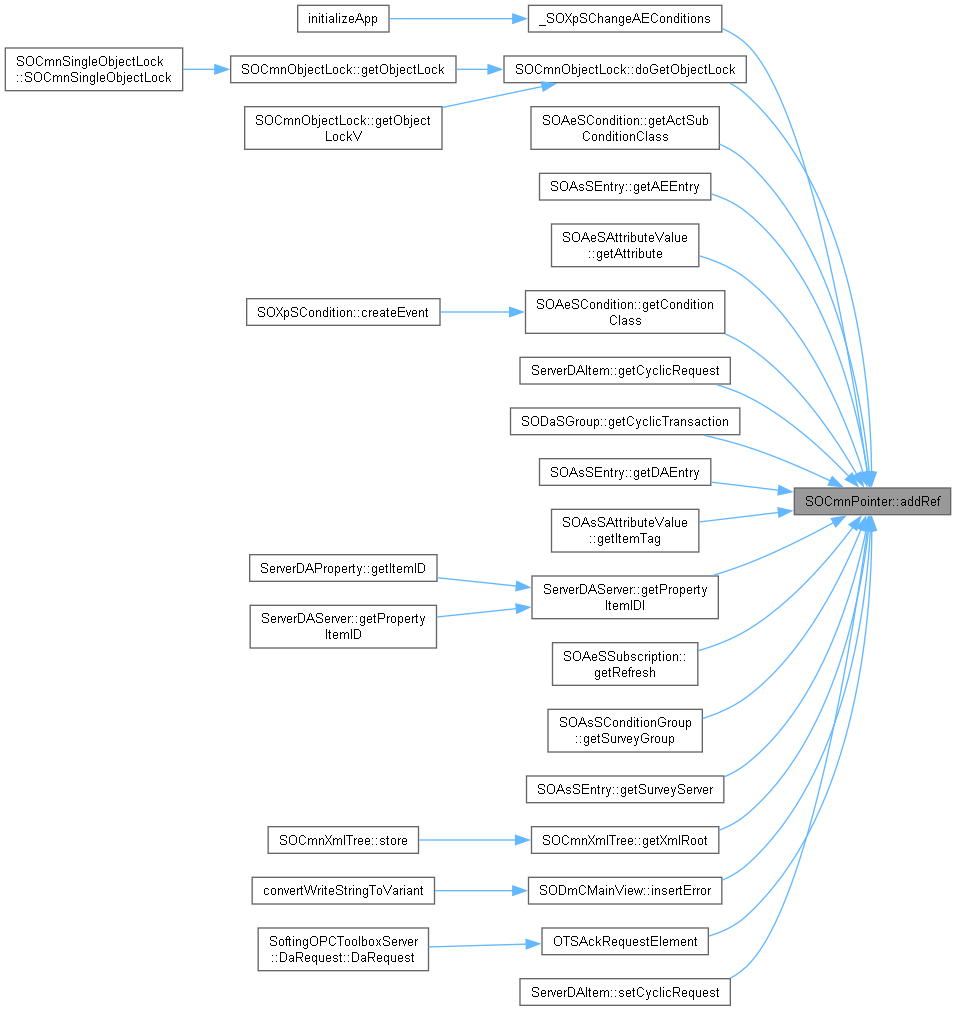 initializeApp
_SOXpSChangeAEConditions
SOCmnSingleObjectLock
::SOCmnSingleObjectLock
SOCmnObjectLock::getObjectLock
SOCmnObjectLock::doGetObjectLock
SOCmnObjectLock::getObject
LockV
SOAeSCondition::getActSub
ConditionClass
SOAsSEntry::getAEEntry
SOAeSAttributeValue
::getAttribute
SOXpSCondition::createEvent
SOAeSCondition::getCondition
Class
ServerDAItem::getCyclicRequest
SODaSGroup::getCyclicTransaction
SOAsSEntry::getDAEntry
SOCmnPointer::addRef
SOAsSAttributeValue
::getItemTag
ServerDAProperty::getItemID
ServerDAServer::getProperty
ItemIDI
ServerDAServer::getProperty
ItemID
SOAeSSubscription::
getRefresh
SOAsSConditionGroup
::getSurveyGroup
SOAsSEntry::getSurveyServer
SOCmnXmlTree::store
SOCmnXmlTree::getXmlRoot
convertWriteStringToVariant
SODmCMainView::insertError
SoftingOPCToolboxServer
::DaRequest::DaRequest
OTSAckRequestElement
ServerDAItem::setCyclicRequest